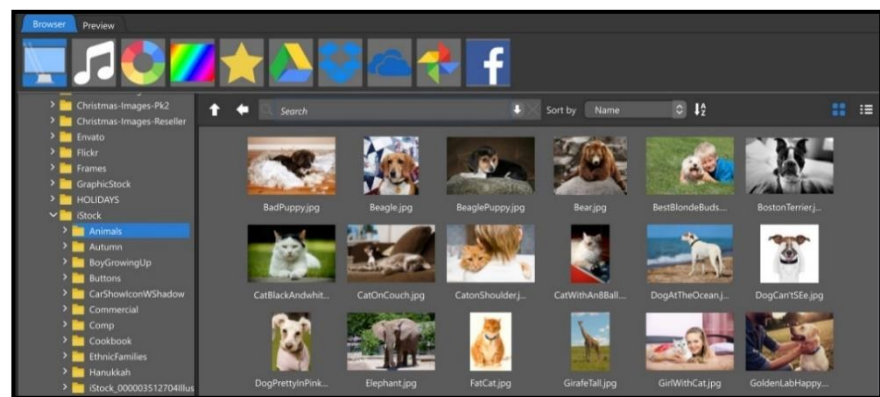 Browser Preview
Christmas-Images-Pk2
Christmas-Images-Reseller
Envato
Flickr
Frames
GraphicStock
HOLIDAYS
iStock
Animals
Autumn
BoyGrowingUp
Buttons
CarShowIconWShadow
Commercial
Comp
Cookbook
EthnicFamilies
Hanukkah
iStock_000003512704Illus
Search
Sort by Name
BadPuppy.jpg Beagle.jpg BeaglePuppy.jpg Bear.jpg BestBlondeBuds.... BostonTerrier.j...
CatBlackAndwhit... CatOnCouch.jpg CatonShoulder.j... CatWithAn8Ball.... DogAtTheOcean.j... DogCan'tSEe.jpg
DogPrettyInPink... Elephant.jpg FatCat.jpg GirafeTall.jpg GirlWithCat.jpg GoldenLabHappy...